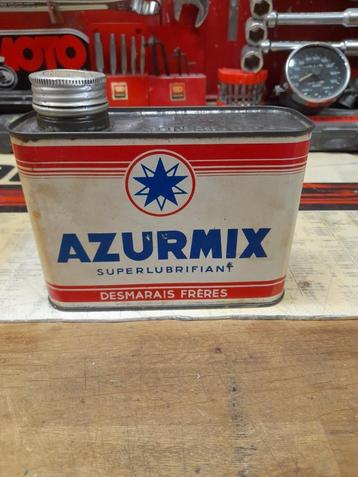 MOTO
AZURMIX
SUPERLUBRIFIANT
DESMARAIS FRÈRES